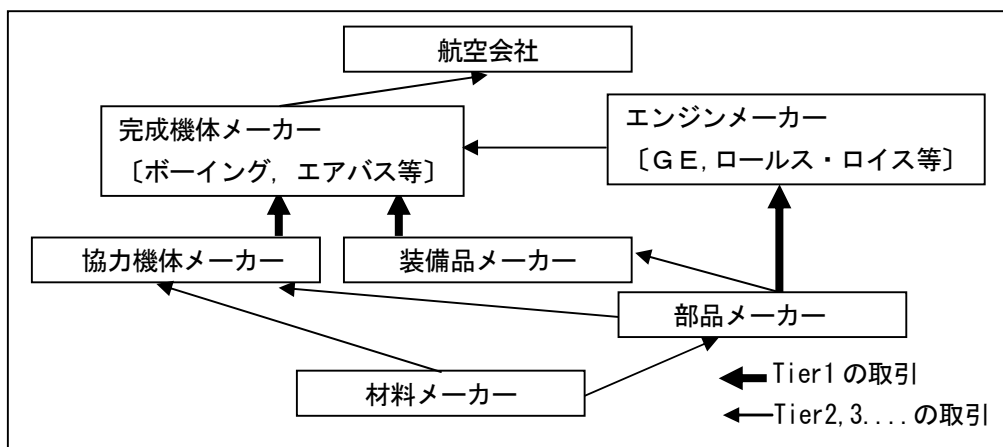 航空会社
完成機体メーカー
〔ボーイング，エアバス等〕
エンジンメーカー
〔ＧＥ，ロールス・ロイス等〕
協力機体メーカー
装備品メーカー
部品メーカー
材料メーカー
Tier1 の取引
Tier2,3....の取引